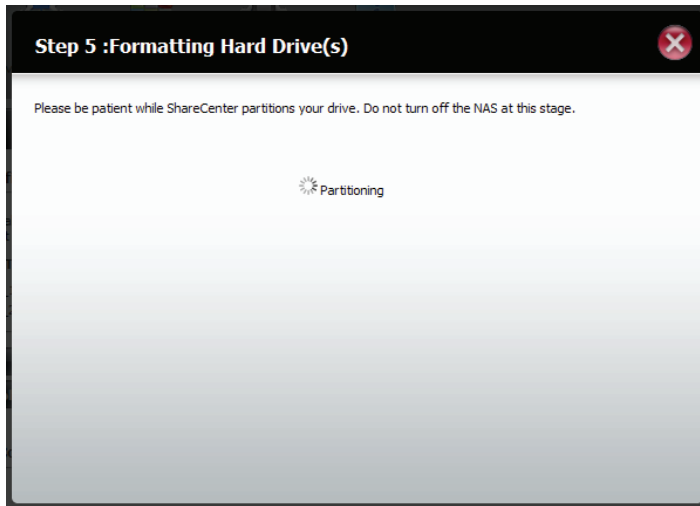 Step 5 :Formatting Hard Drive(s)
Please be patient while ShareCenter partitions your drive. Do not turn off the NAS at this stage.
Partitioning